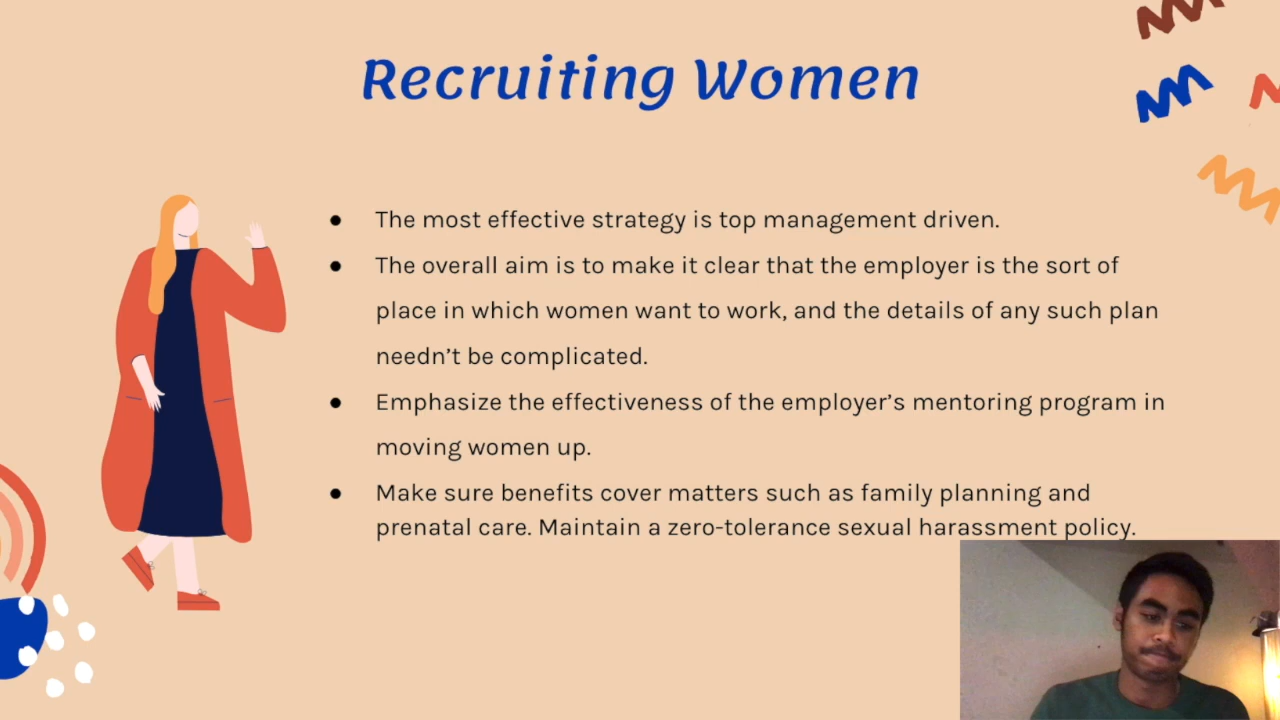 Recruiting Women
● The most effective strategy is top management driven.
● The overall aim is to make it clear that the employer is the sort of
place in which women want to work, and the details of any such plan
needn’t be complicated.
● Emphasize the effectiveness of the employer’s mentoring program in
moving women up.
● Make sure benefits cover matters such as family planning and
prenatal care. Maintain a zero-tolerance sexual harassment policy.